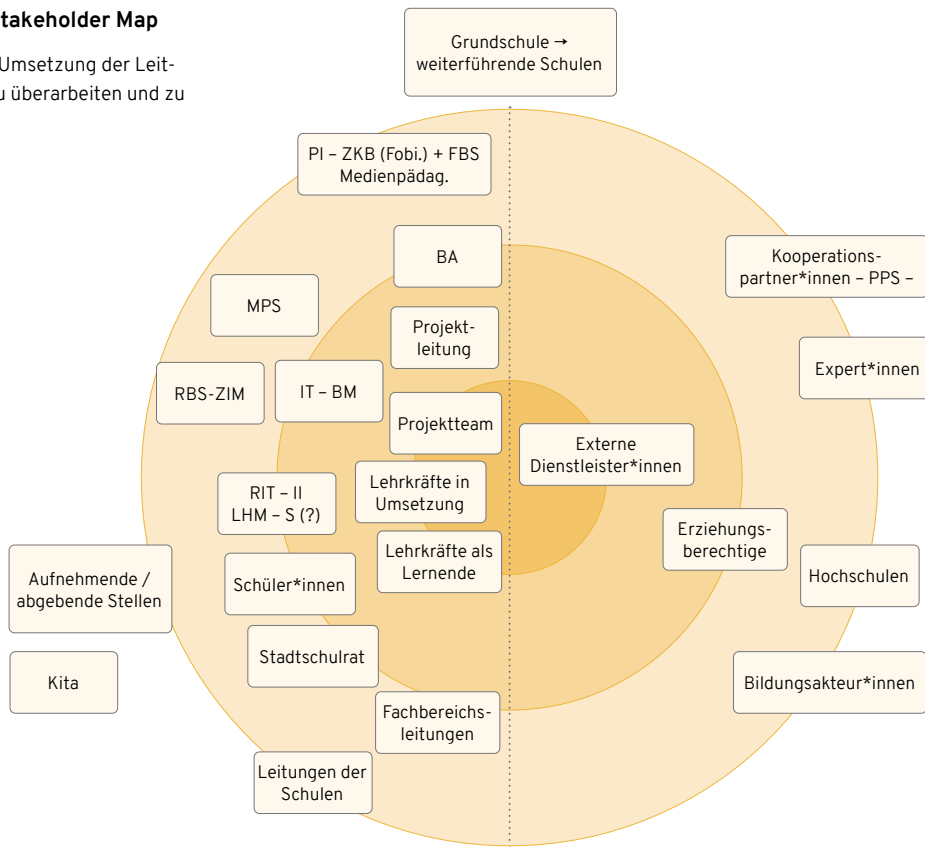 takeholder Map
Umsetzung der Leit-
u überarbeiten und zu
Grundschule →
weiterführende Schulen
PI – ZKB (Fobi.) + FBS
Medienpädag.
BA
Kooperations-
partner*innen – PPS –
MPS
Projekt-
leitung
Expert*innen
RBS-ZIM
IT – BM
Projektteam
Externe
Dienstleister*innen
Lehrkräfte in
Umsetzung
RIT – II
LHM – S (?)
Erziehungs-
berechtige
Lehrkräfte als
Lernende
Aufnehmende /
abgebende Stellen
Schüler*innen
Hochschulen
Stadtschulrat
Kita
Bildungsakteur*innen
Fachbereichs-
leitungen
Leitungen der
Schulen